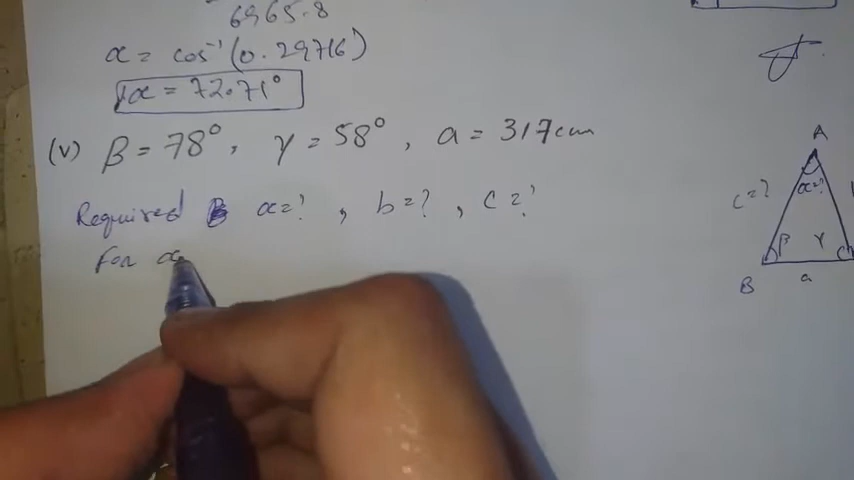 6965.8
α = cos⁻¹(0.29716)
α = 72.71°
(v) β = 78°, γ = 58°, a = 317cm
Required α=?, b=?, c=?
For α
A
α=?
c=?
β γ
B a C